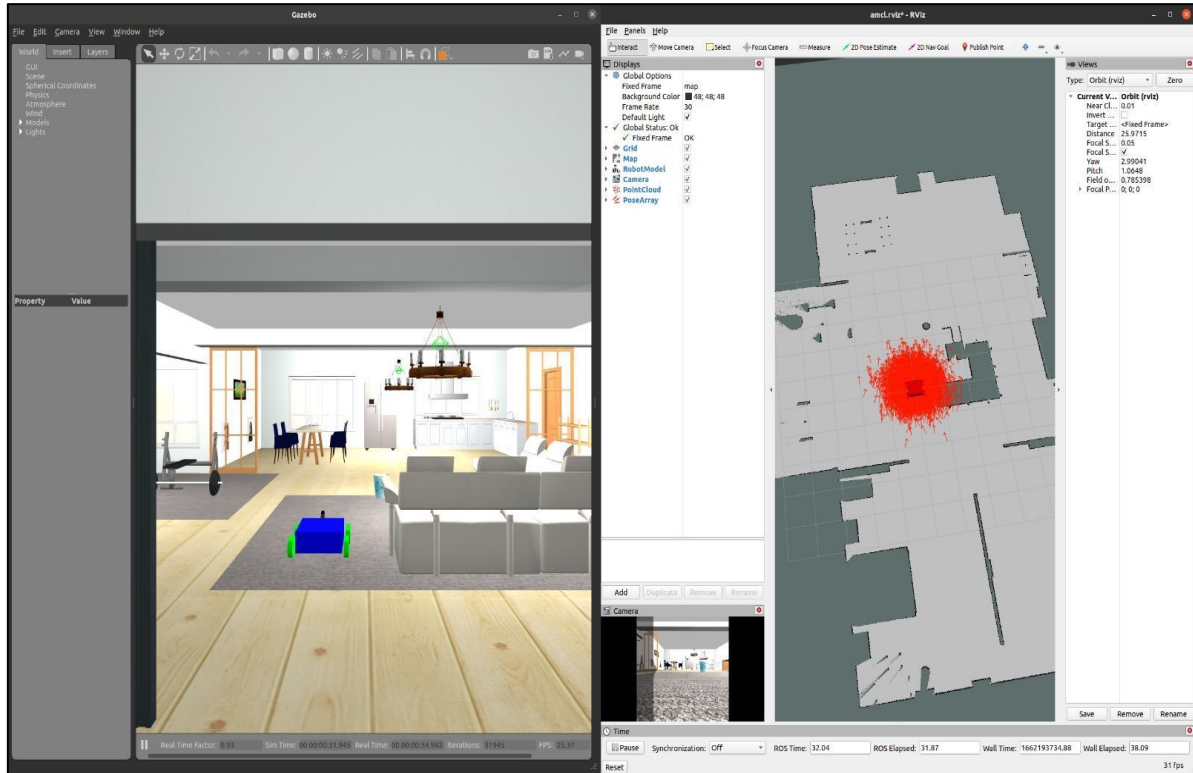 Gazebo
File Edit Camera View Window Help
World Insert Layers
GUI
Scene
Spherical Coordinates
Physics
Atmosphere
Wind
Models
Lights
Property Value
Real Time Factor: 0.93 Sim Time: 00 00:00:31.945 Real Time: 00 00:00:34.982 Iterations: 31945 FPS: 25.37
amcl.rviz* - RViz
File Panels Help
Interact Move Camera Select Focus Camera Measure 2D Pose Estimate 2D Nav Goal Publish Point
Displays
Global Options
Fixed Frame map
Background Color 48; 48; 48
Frame Rate 30
Default Light
Global Status: Ok
Fixed Frame OK
Grid
Map
RobotModel
Camera
PointCloud
PoseArray
Add Duplicate Remove Rename
Camera
Views
Type: Orbit (rviz) Zero
Current V... Orbit (rviz)
Near Cl... 0.01
Invert ...
Target ... <Fixed Frame>
Distance 25.9715
Focal S... 0.05
Focal S...
Yaw 2.99041
Pitch 1.0648
Field o... 0.785398
Focal P... 0; 0; 0
Save Remove Rename
Time
Pause Synchronization: Off ROS Time: 32.04 ROS Elapsed: 31.87 Wall Time: 1662193734.88 Wall Elapsed: 38.09
Reset 31 fps